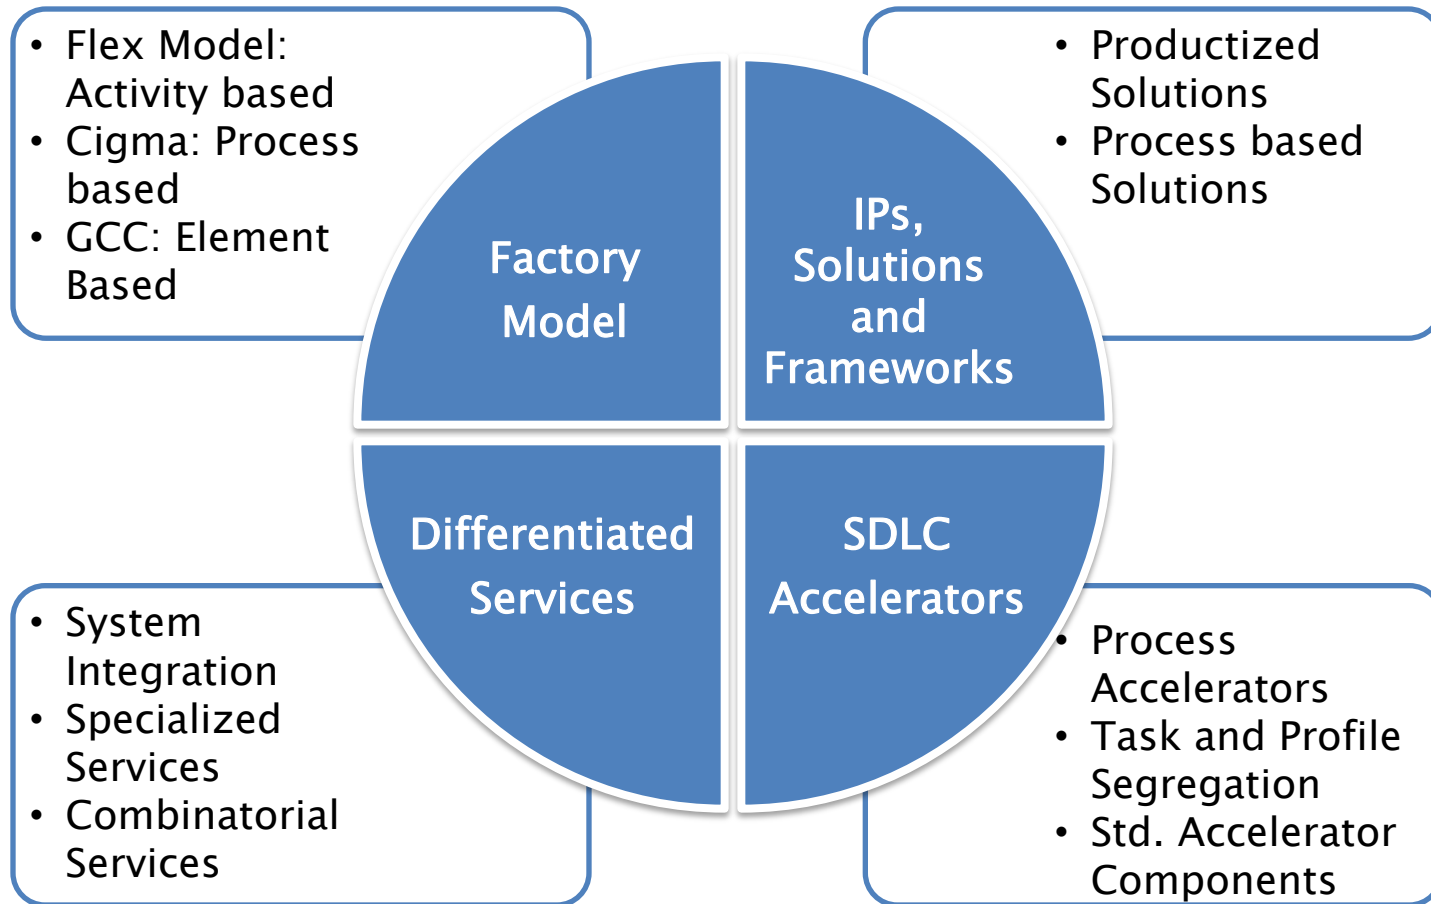 • Flex Model:
Activity based
• Cigma: Process
based
• GCC: Element
Based
• Productized
Solutions
• Process based
Solutions
Factory
Model
IPs,
Solutions
and
Frameworks
Differentiated
Services
SDLC
Accelerators
• System
Integration
• Specialized
Services
• Combinatorial
Services
• Process
Accelerators
• Task and Profile
Segregation
• Std. Accelerator
Components